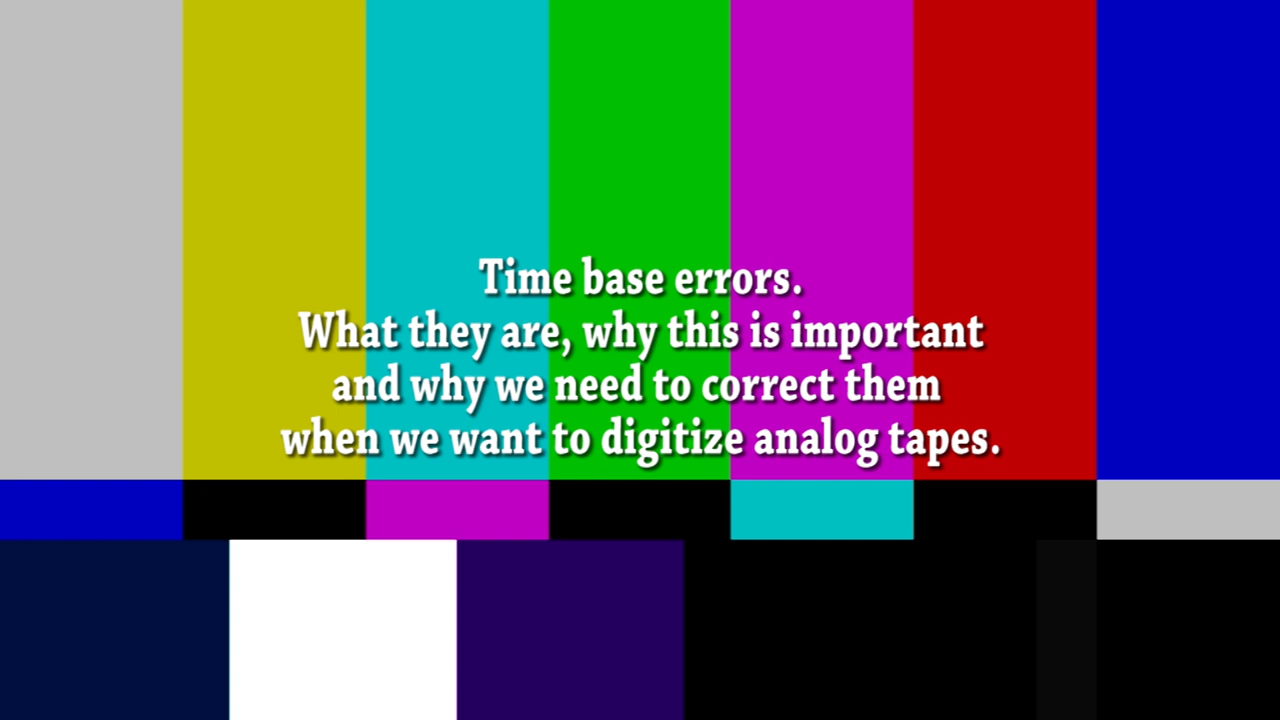 Time base errors.
What they are, why this is important
and why we need to correct them
when we want to digitize analog tapes.